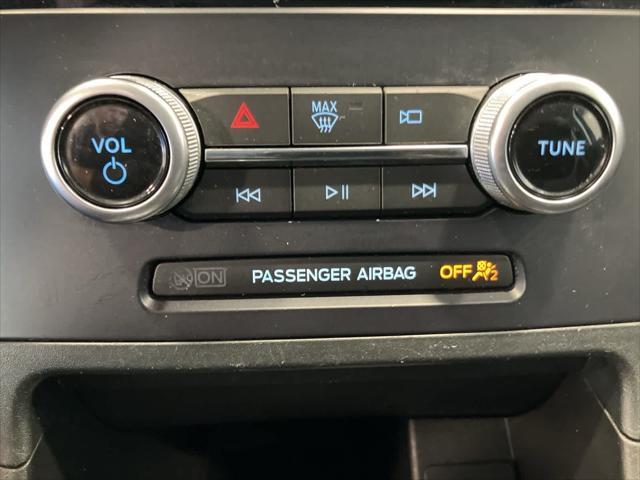 MAX
VOL
TUNE
ON PASSENGER AIRBAG OFF 2